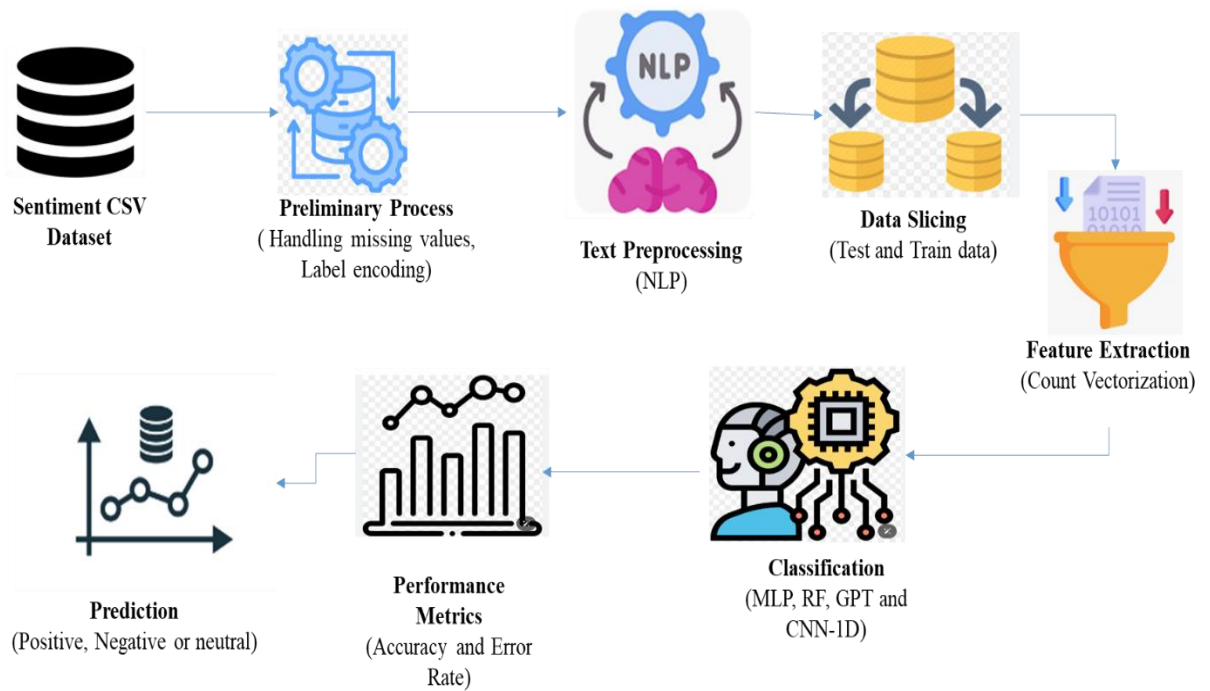 NLP
Sentiment CSV
Dataset
Preliminary Process
( Handling missing values,
Label encoding)
Text Preprocessing
(NLP)
Data Slicing
(Test and Train data)
10101
01010
Feature Extraction
(Count Vectorization)
Classification
(MLP, RF, GPT and
CNN-1D)
Performance
Metrics
(Accuracy and Error
Rate)
Prediction
(Positive, Negative or neutral)